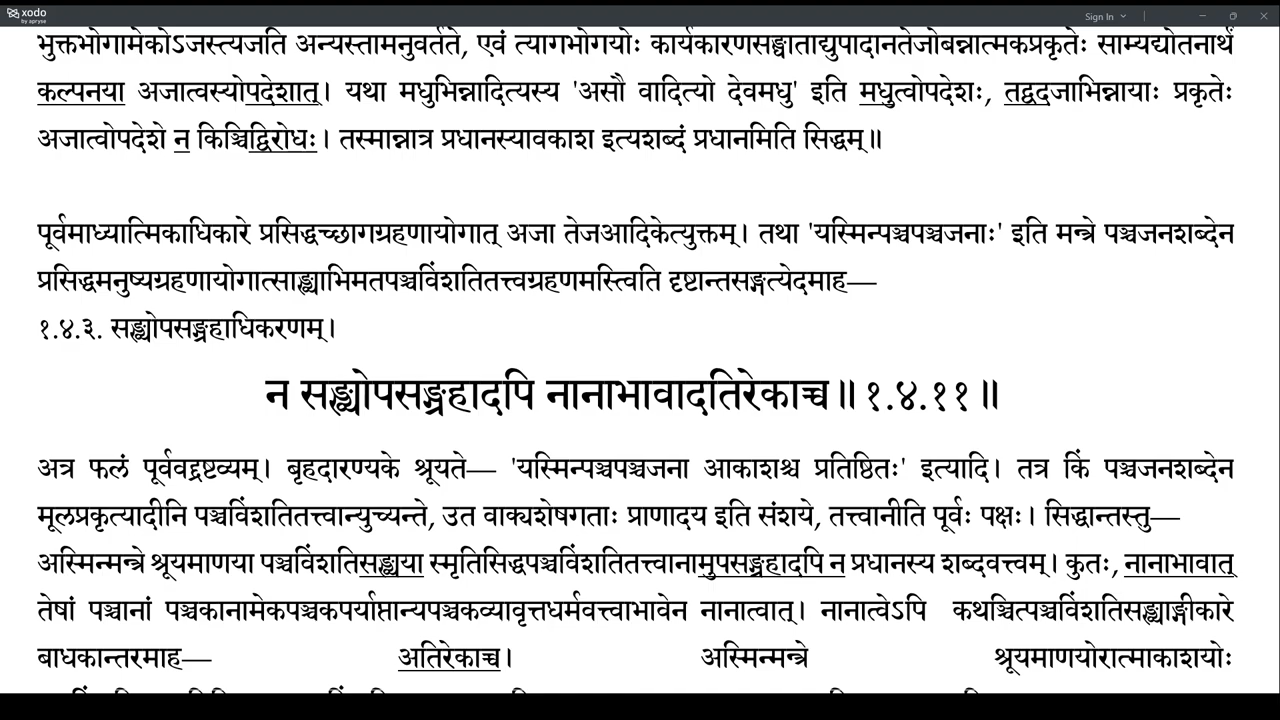 xodo
by apryse
Sign In
भुक्तभोगामेकोऽजस्त्यजति अन्यस्तामनुवर्तते, एवं त्यागभोगयोः कार्यकारणसङ्घाताद्युपादानतेजोबन्नात्मकप्रकृतेः साम्यद्योतनार्थं
कल्पनया अजात्वस्योपदेशात्। यथा मधुभिन्नादित्यस्य 'असौ वादित्यो देवमधु' इति मधुत्वोपदेशः, तद्वदजाभिन्नायाः प्रकृतेः
अजात्वोपदेशे न किञ्चिद्विरोधः। तस्मान्नात्र प्रधानस्यावकाश इत्यशब्दं प्रधानमिति सिद्धम्॥
पूर्वमाध्यात्मिकाधिकारे प्रसिद्धच्छागग्रहणायोगात् अजा तेजआदिकेत्युक्तम्। तथा 'यस्मिन्पञ्चपञ्चजनाः' इति मन्त्रे पञ्चजनशब्देन
प्रसिद्धमनुष्यग्रहणायोगात्साङ्ख्याभिमतपञ्चविंशतितत्त्वग्रहणमस्त्विति दृष्टान्तसङ्गत्येदमाह—
१.४.३. सङ्ख्योपसङ्ग्रहाधिकरणम्।
न सङ्ख्योपसङ्ग्रहादपि नानाभावादतिरेकाच्च॥ १.४.११॥
अत्र फलं पूर्ववद्द्रष्टव्यम्। बृहदारण्यके श्रूयते— 'यस्मिन्पञ्चपञ्चजना आकाशश्च प्रतिष्ठितः' इत्यादि। तत्र किं पञ्चजनशब्देन
मूलप्रकृत्यादीनि पञ्चविंशतितत्त्वान्युच्यन्ते, उत वाक्यशेषगताः प्राणादय इति संशये, तत्त्वानीति पूर्वः पक्षः। सिद्धान्तस्तु—
अस्मिन्मन्त्रे श्रूयमाणया पञ्चविंशतिसङ्ख्यया स्मृतिसिद्धपञ्चविंशतितत्त्वानामुपसङ्ग्रहादपि न प्रधानस्य शब्दवत्त्वम्। कुतः, नानाभावात्
तेषां पञ्चानां पञ्चकानामेकपञ्चकपर्याप्तान्यपञ्चकव्यावृत्तधर्मवत्त्वाभावेन नानात्वात्। नानात्वेऽपि कथञ्चित्पञ्चविंशतिसङ्ख्याङ्गीकारे
बाधकान्तरमाह— अतिरेकाच्च। अस्मिन्मन्त्रे श्रूयमाणयोरात्माकाशयोः